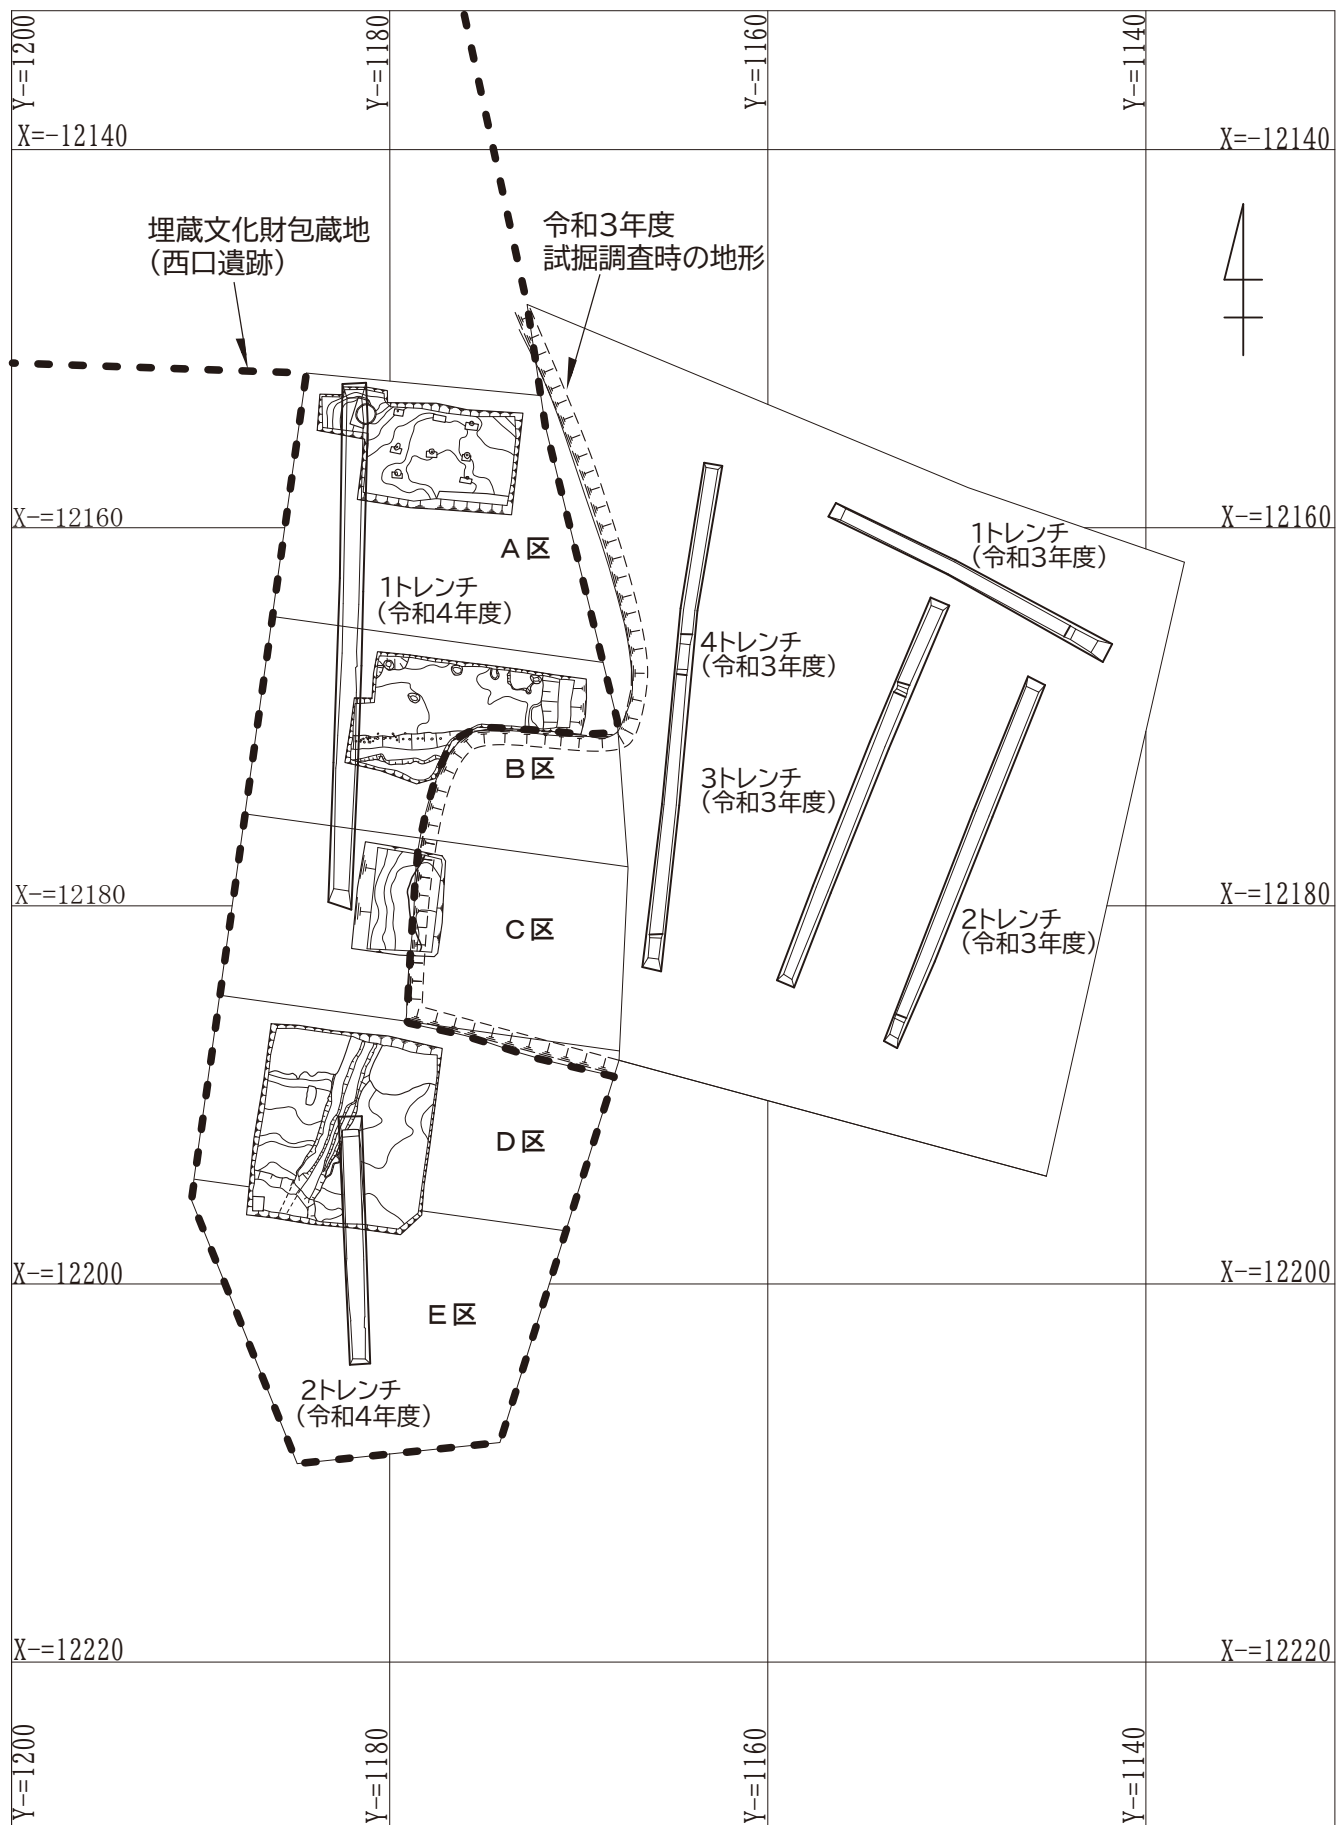 Y-=1200
Y-=1180
Y-=1160
Y-=1140
X=-12140
X=-12140
埋蔵文化財包蔵地
（西口遺跡）
令和3年度
試掘調査時の地形
X-=12160
X-=12160
A区
1トレンチ
（令和3年度）
1トレンチ
（令和4年度）
4トレンチ
（令和3年度）
B区
3トレンチ
（令和3年度）
X-=12180
X-=12180
C区
2トレンチ
（令和3年度）
D区
X-=12200
X-=12200
E区
2トレンチ
（令和4年度）
X-=12220
X-=12220
Y-=1200
Y-=1180
Y-=1160
Y-=1140